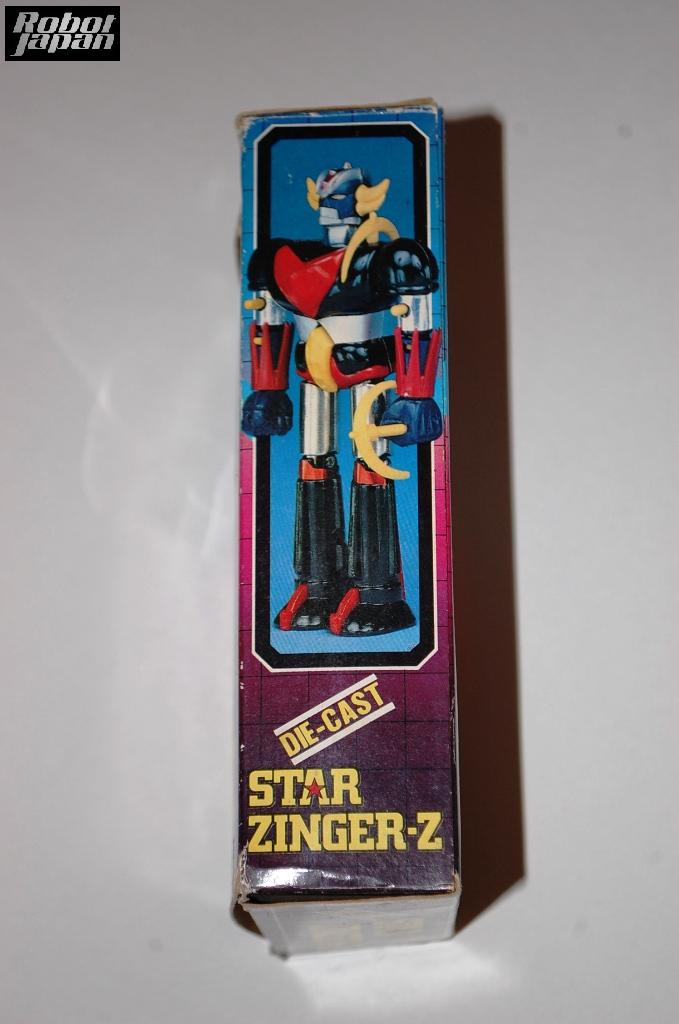 Robot
Japan
DIE-CAST
STAR
ZINGER-Z